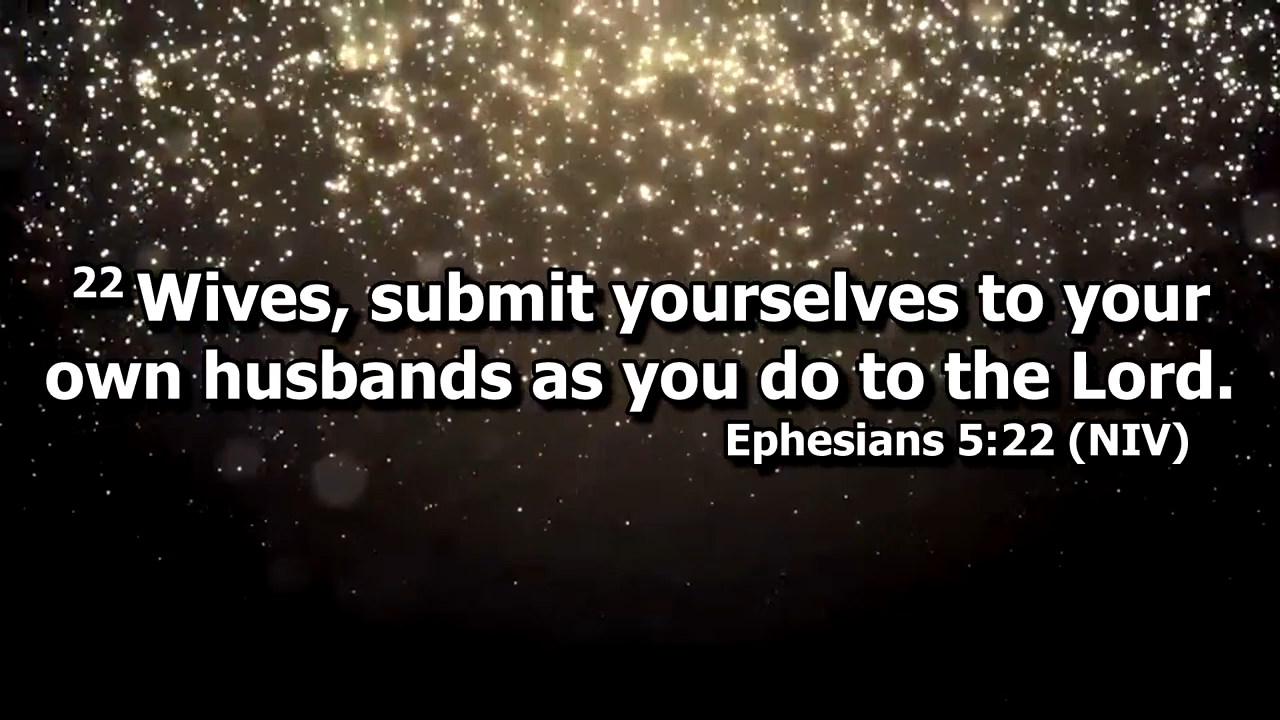 22 Wives, submit yourselves to your
own husbands as you do to the Lord.
Ephesians 5:22 (NIV)